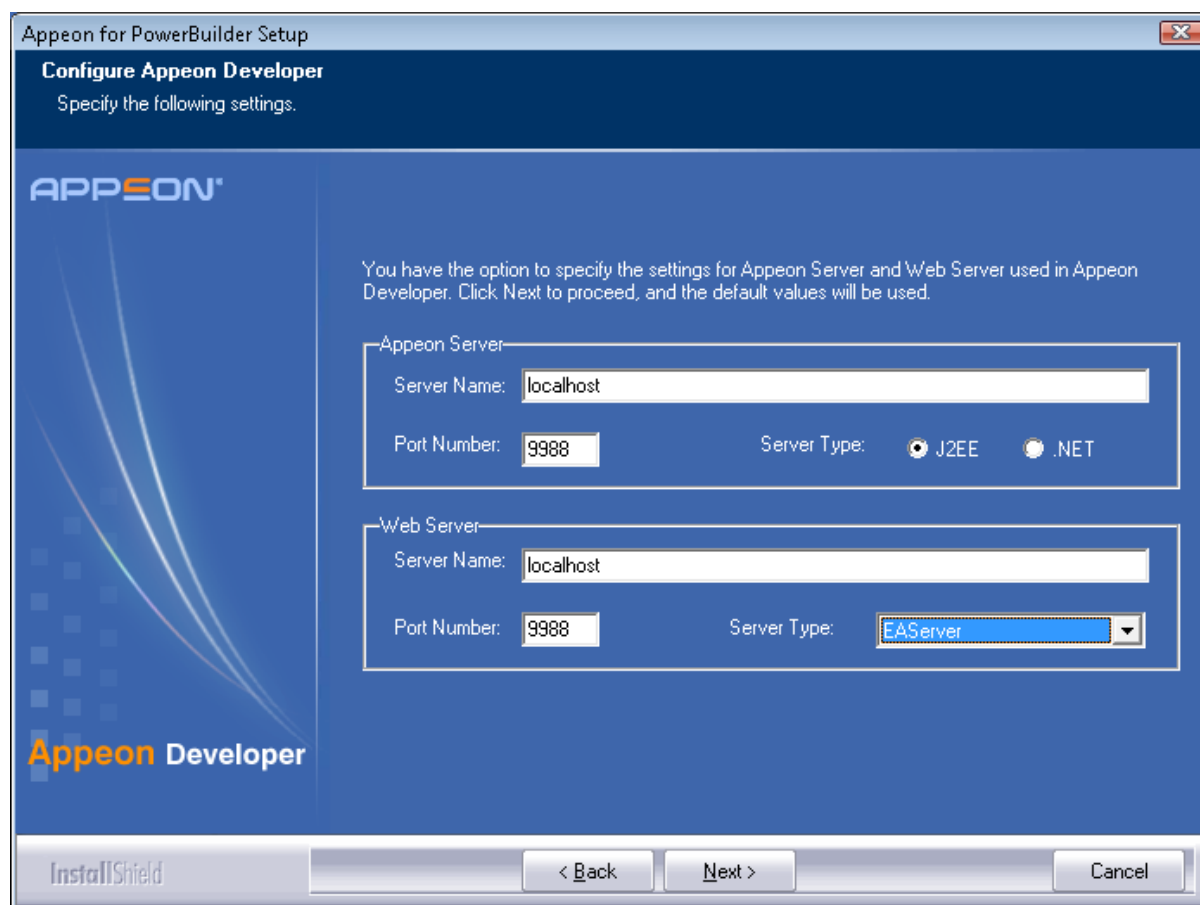 Appeon for PowerBuilder Setup
Configure Appeon Developer
Specify the following settings.
APPEON®
You have the option to specify the settings for Appeon Server and Web Server used in Appeon
Developer. Click Next to proceed, and the default values will be used.
Appeon Server
Server Name: localhost
Port Number: 9988 Server Type: J2EE .NET
Web Server
Server Name: localhost
Port Number: 9988 Server Type: EAServer
Appeon Developer
InstallShield < Back Next > Cancel